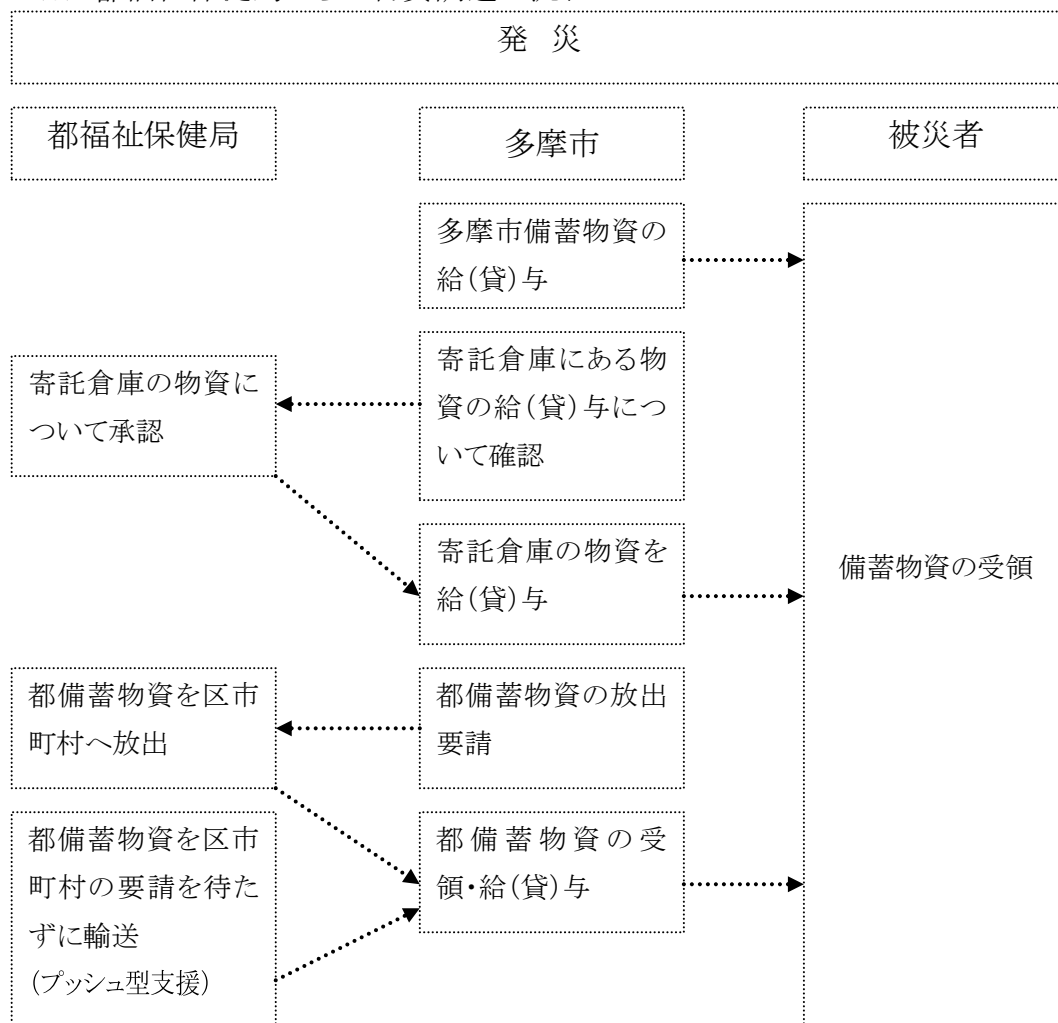 発 災
都福祉保健局
多摩市
被災者
多摩市備蓄物資の
給(貸)与
寄託倉庫の物資に
ついて承認
寄託倉庫にある物
資の給(貸)与につ
いて確認
寄託倉庫の物資を
給(貸)与
備蓄物資の受領
都備蓄物資を区市
町村へ放出
都備蓄物資の放出
要請
都備蓄物資を区市
町村の要請を待た
ずに輸送
(プッシュ型支援)
都備蓄物資の受
領・給(貸)与